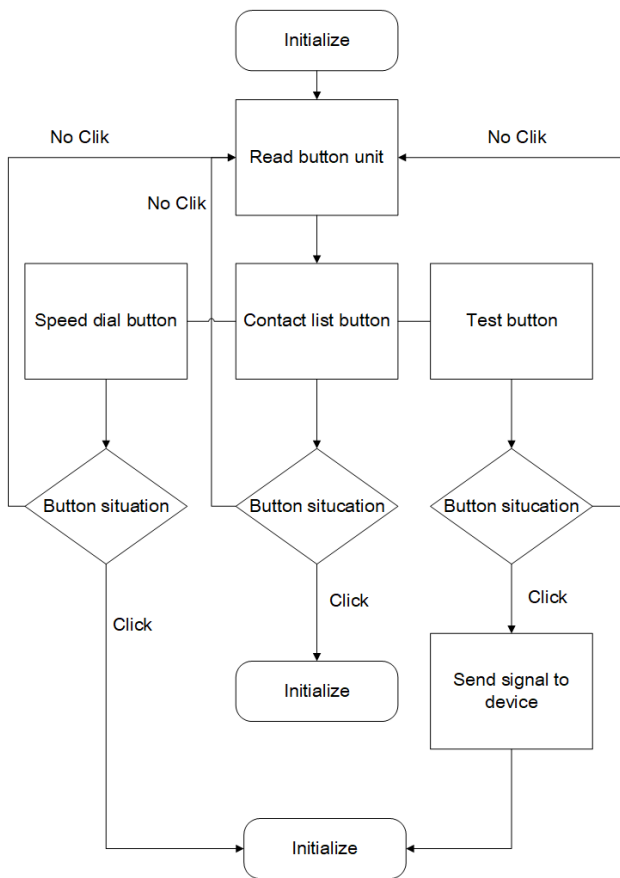 Initialize
No Clik
Read button unit
No Clik
No Clik
Speed dial button
Contact list button
Test button
Button situation
Button situcation
Button situcation
Click
Click
Click
Initialize
Send signal to
device
Initialize